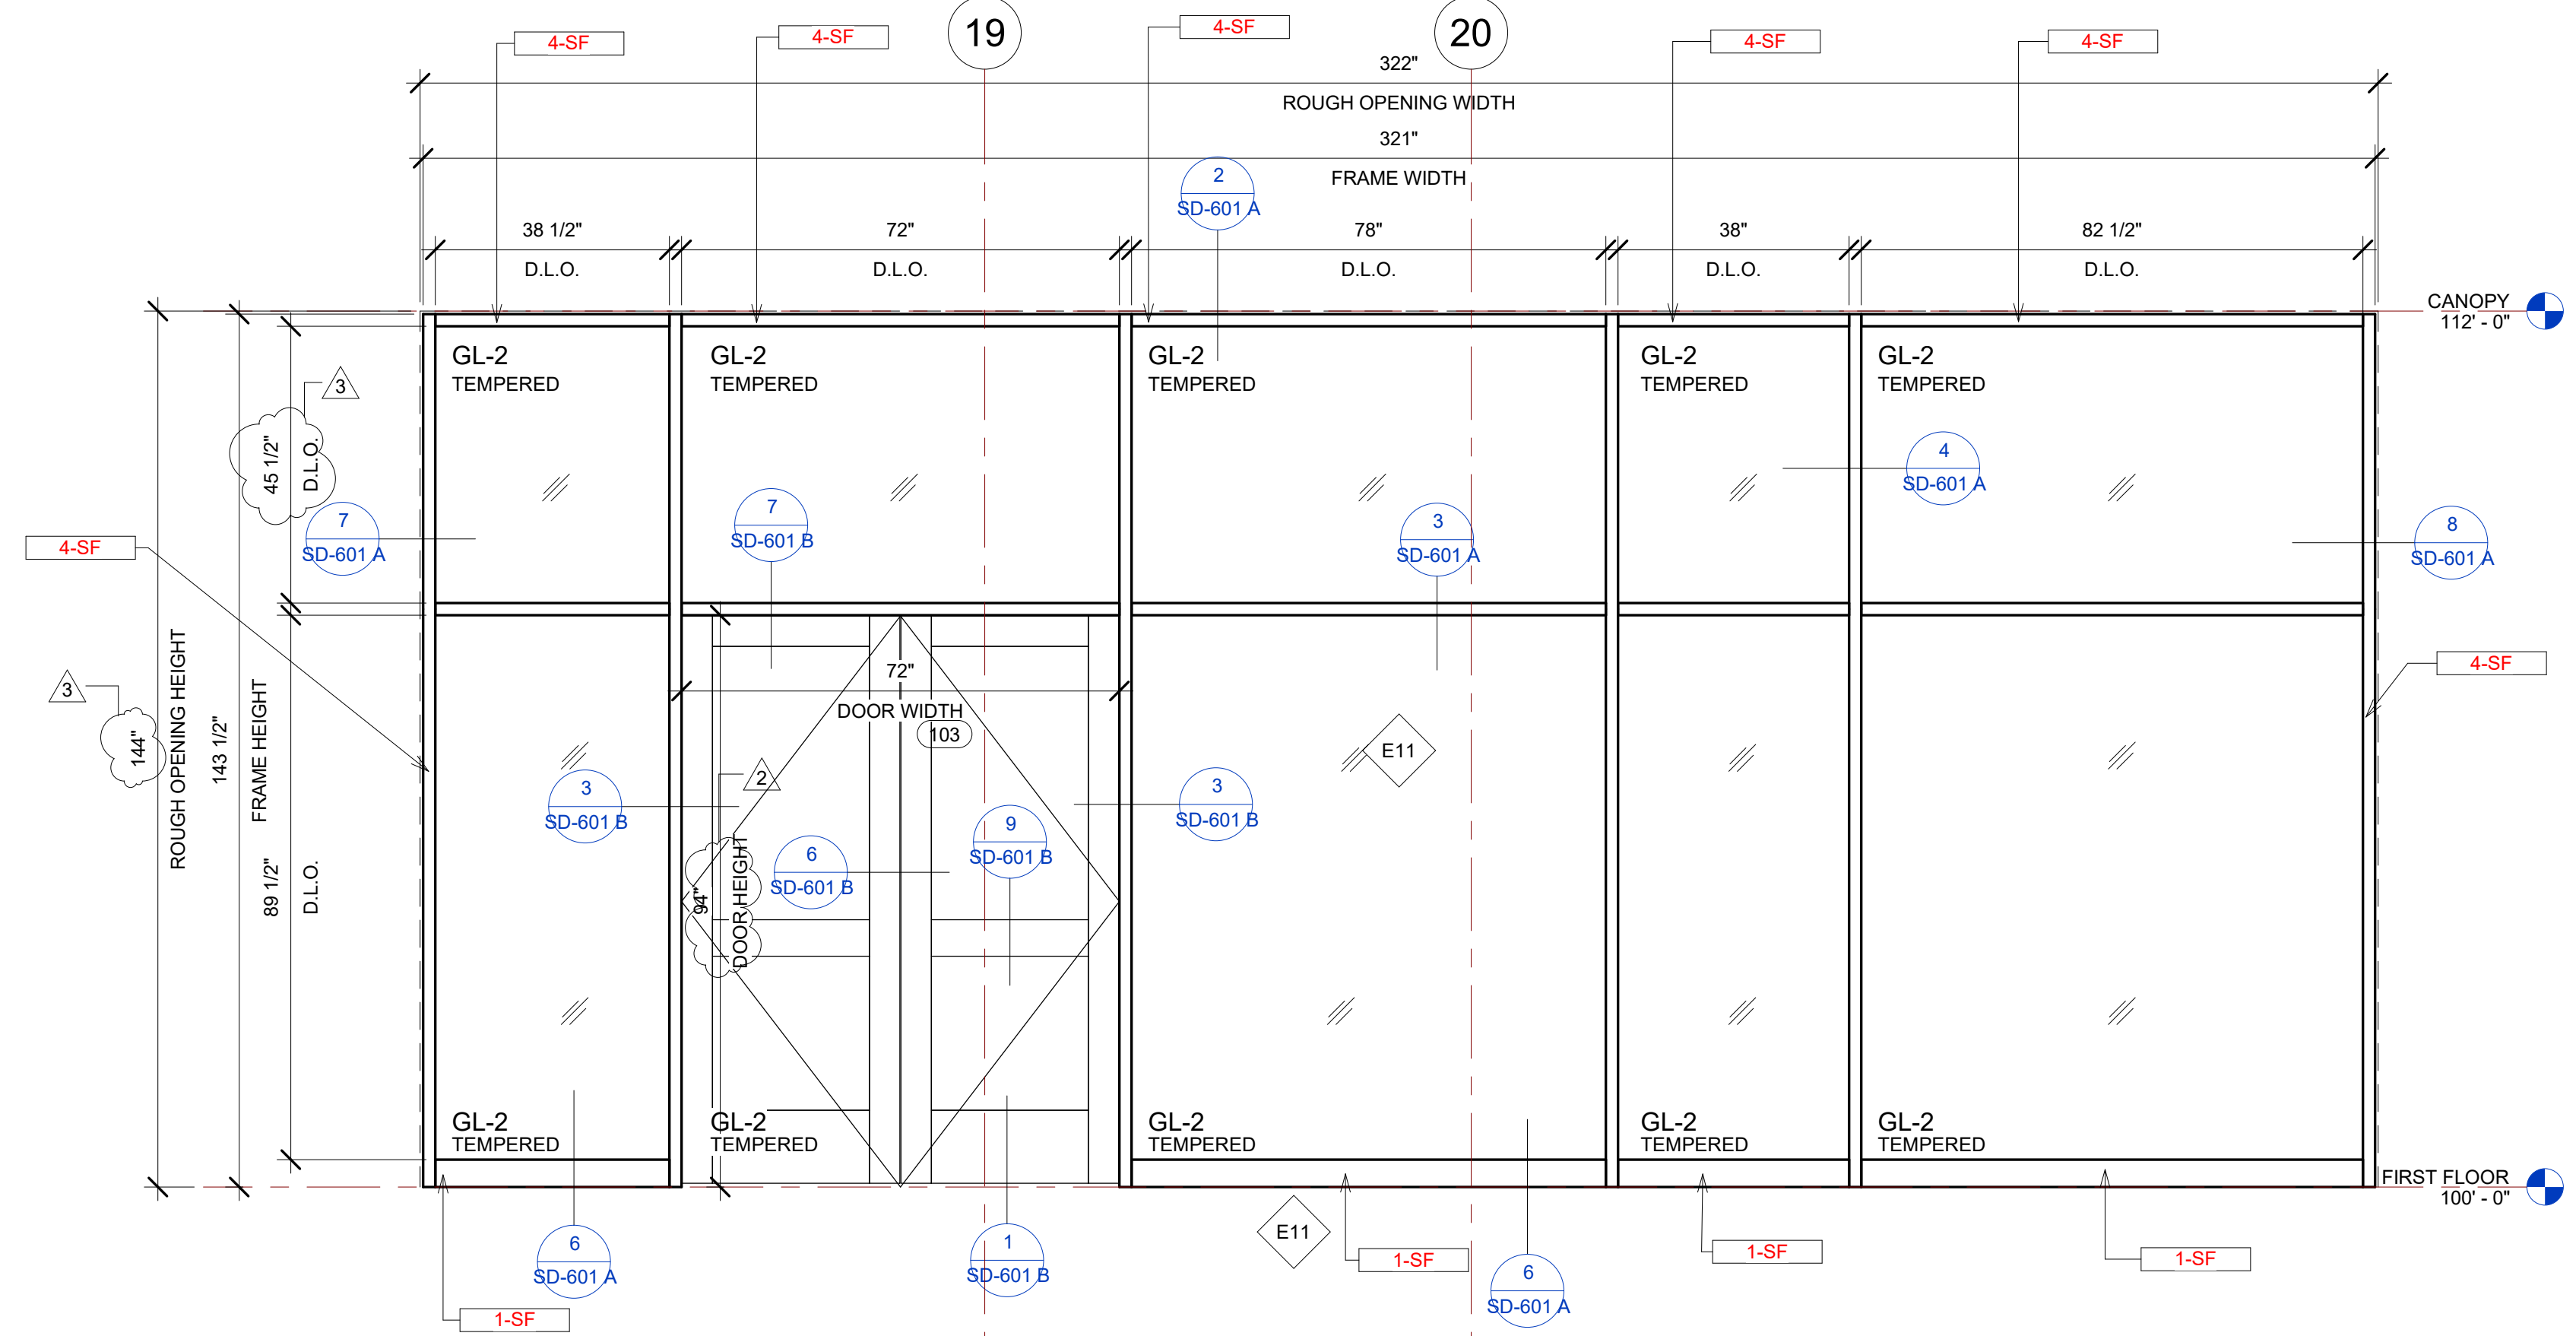 19
20
4-SF
4-SF
4-SF
4-SF
4-SF
322"
ROUGH OPENING WIDTH
321"
FRAME WIDTH
2
SD-601 A
38 1/2"
D.L.O.
72"
D.L.O.
78"
D.L.O.
38"
D.L.O.
82 1/2"
D.L.O.
CANOPY
112' - 0"
GL-2
TEMPERED
GL-2
TEMPERED
GL-2
TEMPERED
GL-2
TEMPERED
GL-2
TEMPERED
3
45 1/2"
D.L.O.
7
SD-601 A
7
SD-601 B
3
SD-601 A
4
SD-601 A
8
SD-601 A
4-SF
4-SF
3
144"
ROUGH OPENING HEIGHT
143 1/2"
FRAME HEIGHT
89 1/2"
D.L.O.
72"
DOOR WIDTH
103
E11
2
94"
DOOR HEIGHT
3
SD-601 B
6
SD-601 B
9
SD-601 B
3
SD-601 B
GL-2
TEMPERED
GL-2
TEMPERED
GL-2
TEMPERED
GL-2
TEMPERED
GL-2
TEMPERED
FIRST FLOOR
100' - 0"
6
SD-601 A
1
SD-601 B
E11
1-SF
6
SD-601 A
1-SF
1-SF
1-SF